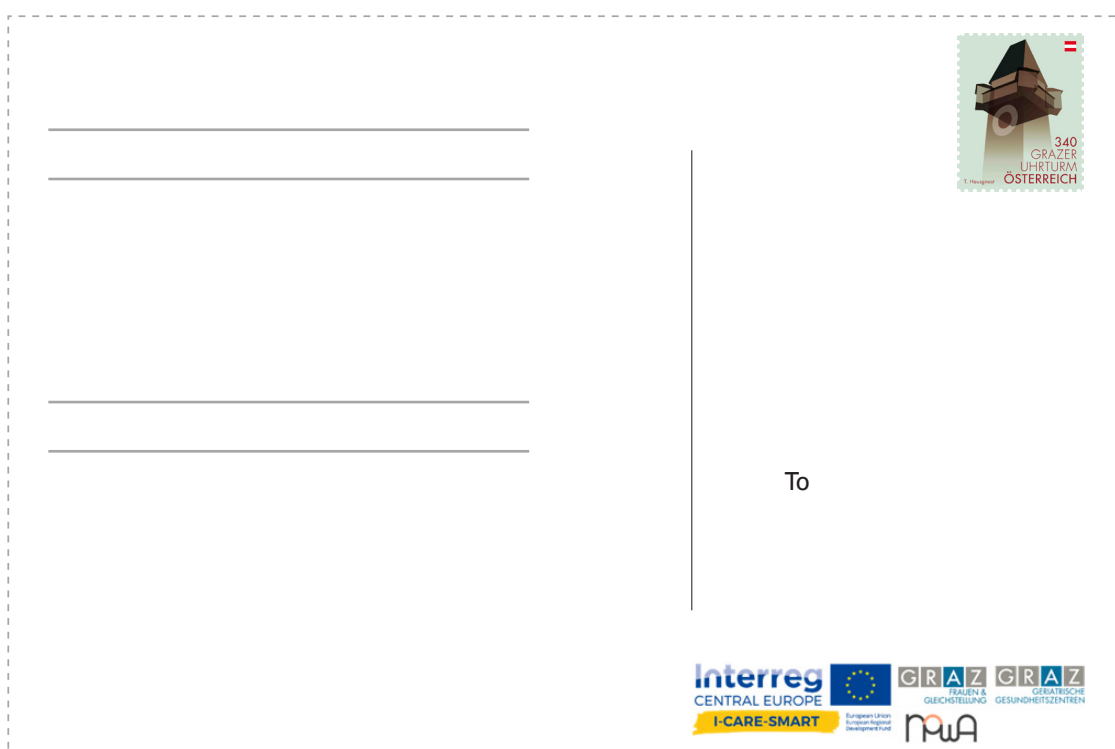 340
GRAZER
UHRTURM
ÖSTERREICH
To
Interreg
CENTRAL EUROPE
I-CARE-SMART
European Union
European Regional
Development Fund
GRAZ
FRAUEN &
GLEICHSTELLUNG
GRAZ
GERIATRISCHE
GESUNDHEITSZENTREN
nowa